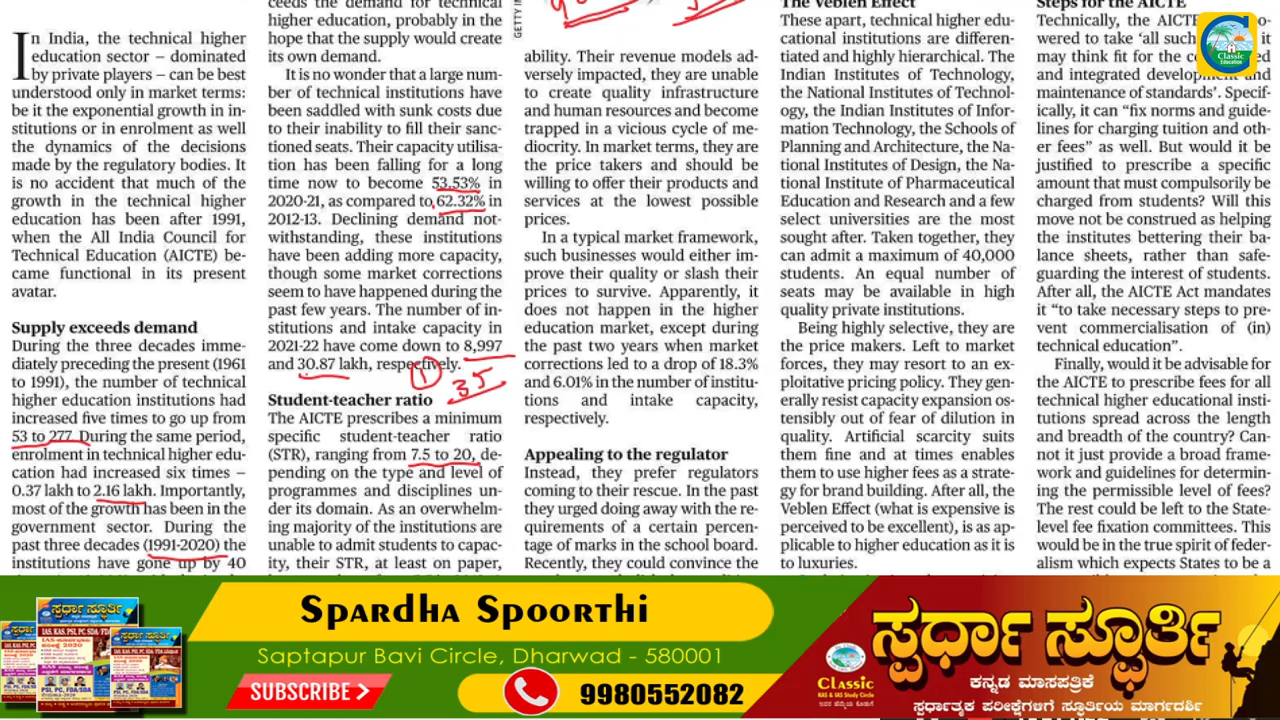 In India, the technical higher
education sector – dominated
by private players – can be best
understood only in market terms:
be it the exponential growth in in-
stitutions or in enrolment as well
the dynamics of the decisions
made by the regulatory bodies. It
is no accident that much of the
growth in the technical higher
education has been after 1991,
when the All India Council for
Technical Education (AICTE) be-
came functional in its present
avatar.
Supply exceeds demand
During the three decades imme-
diately preceding the present (1961
to 1991), the number of technical
higher education institutions had
increased five times to go up from
53 to 277. During the same period,
enrolment in technical higher edu-
cation had increased six times –
0.37 lakh to 2.16 lakh. Importantly,
most of the growth has been in the
government sector. During the
past three decades (1991-2020) the
institutions have gone up by 40
ceeds the demand for technical
higher education, probably in the
hope that the supply would create
its own demand.
It is no wonder that a large num-
ber of technical institutions have
been saddled with sunk costs due
to their inability to fill their sanc-
tioned seats. Their capacity utilisa-
tion has been falling for a long
time now to become 53.53% in
2020-21, as compared to 62.32% in
2012-13. Declining demand not-
withstanding, these institutions
have been adding more capacity,
though some market corrections
seem to have happened during the
past few years. The number of in-
stitutions and intake capacity in
2021-22 have come down to 8,997
and 30.87 lakh, respectively.
1
35
Student-teacher ratio
The AICTE prescribes a minimum
specific student-teacher ratio
(STR), ranging from 7.5 to 20, de-
pending on the type and level of
programmes and disciplines un-
der its domain. As an overwhelm-
ing majority of the institutions are
unable to admit students to capac-
ity, their STR, at least on paper,
GETTY I
ability. Their revenue models ad-
versely impacted, they are unable
to create quality infrastructure
and human resources and become
trapped in a vicious cycle of me-
diocrity. In market terms, they are
the price takers and should be
willing to offer their products and
services at the lowest possible
prices.
In a typical market framework,
such businesses would either im-
prove their quality or slash their
prices to survive. Apparently, it
does not happen in the higher
education market, except during
the past two years when market
corrections led to a drop of 18.3%
and 6.01% in the number of institu-
tions and intake capacity,
respectively.
Appealing to the regulator
Instead, they prefer regulators
coming to their rescue. In the past
they urged doing away with the re-
quirements of a certain percen-
tage of marks in the school board.
Recently, they could convince the
The Veblen Effect
These apart, technical higher edu-
cational institutions are differen-
tiated and highly hierarchical. The
Indian Institutes of Technology,
the National Institutes of Technol-
ogy, the Indian Institutes of Infor-
mation Technology, the Schools of
Planning and Architecture, the Na-
tional Institutes of Design, the Na-
tional Institute of Pharmaceutical
Education and Research and a few
select universities are the most
sought after. Taken together, they
can admit a maximum of 40,000
students. An equal number of
seats may be available in high
quality private institutions.
Being highly selective, they are
the price makers. Left to market
forces, they may resort to an ex-
ploitative pricing policy. They gen-
erally resist capacity expansion os-
tensibly out of fear of dilution in
quality. Artificial scarcity suits
them fine and at times enables
them to use higher fees as a strate-
gy for brand building. After all, the
Veblen Effect (what is expensive is
perceived to be excellent), is as ap-
plicable to higher education as it is
to luxuries.
Steps for the AICTE
Technically, the AICTE o-
wered to take 'all such it
may think fit for the co ed
and integrated development and
maintenance of standards'. Specif-
ically, it can "fix norms and guide-
lines for charging tuition and oth-
er fees" as well. But would it be
justified to prescribe a specific
amount that must compulsorily be
charged from students? Will this
move not be construed as helping
the institutes bettering their ba-
lance sheets, rather than safe-
guarding the interest of students.
After all, the AICTE Act mandates
it "to take necessary steps to pre-
vent commercialisation of (in)
technical education".
Finally, would it be advisable for
the AICTE to prescribe fees for all
technical higher educational insti-
tutions spread across the length
and breadth of the country? Can-
not it just provide a broad frame-
work and guidelines for determin-
ing the permissible level of fees?
The rest could be left to the State-
level fee fixation committees. This
would be in the true spirit of feder-
alism which expects States to be a
Classic
Education
Spardha Spoorthi
Saptapur Bavi Circle, Dharwad - 580001
SUBSCRIBE
9980552082
ಸ್ಪರ್ಧಾ ಸ್ಫೂರ್ತಿ
ಕನ್ನಡ ಮಾಸಪತ್ರಿಕೆ
ಸ್ಪರ್ಧಾತ್ಮಕ ಪರೀಕ್ಷೆಗಳಿಗೆ ಸ್ಫೂರ್ತಿಯ ಮಾರ್ಗದರ್ಶಿ
Classic
KAS & IAS Study Circle